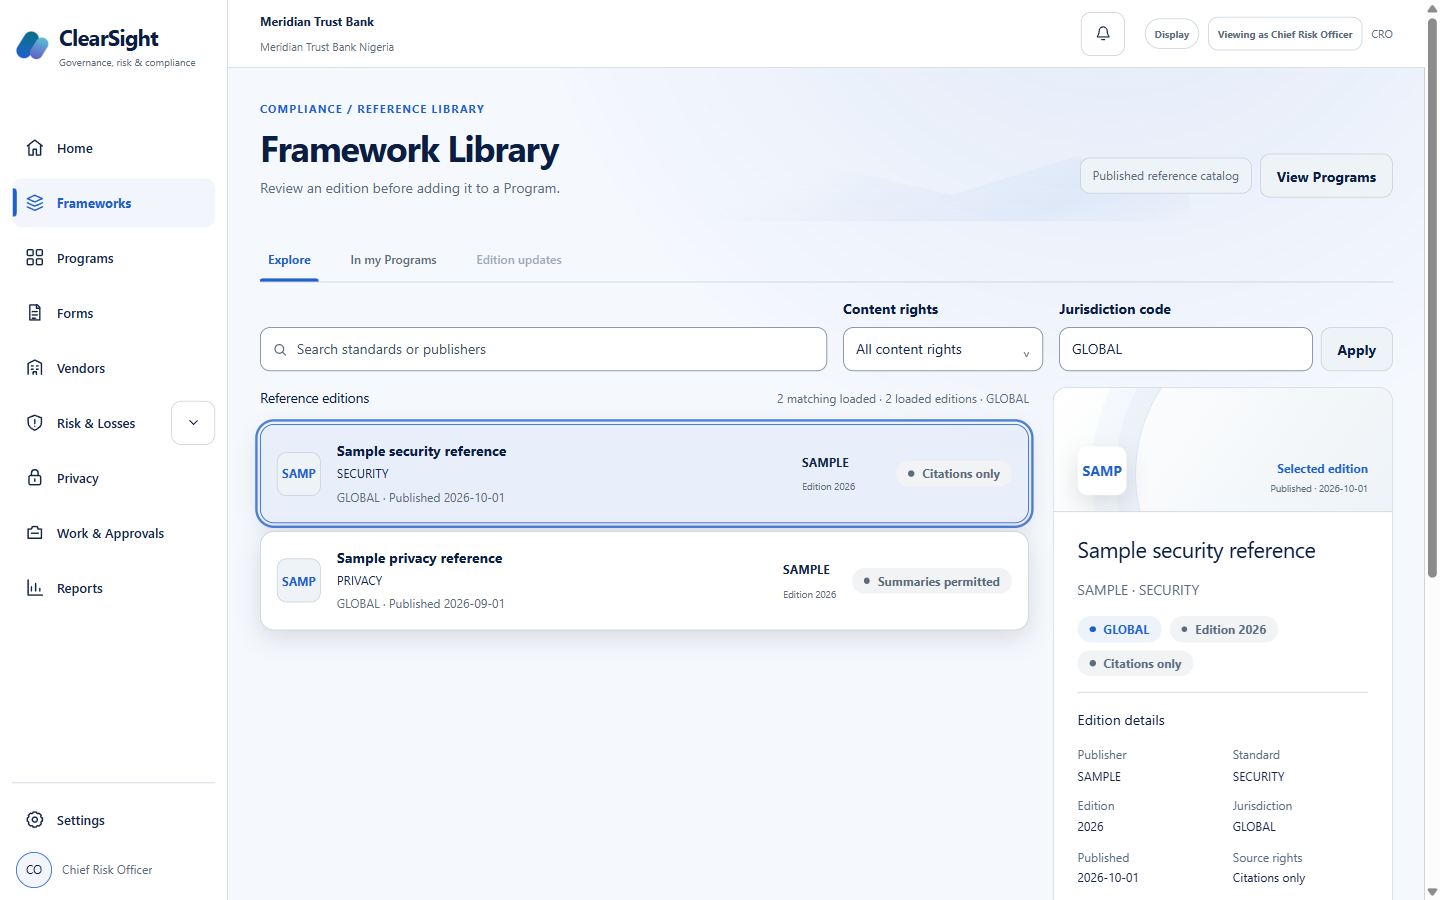 ClearSight
Governance, risk & compliance
Home
Frameworks
Programs
Forms
Vendors
Risk & Losses
Privacy
Work & Approvals
Reports
Settings
CO
Chief Risk Officer
Meridian Trust Bank
Meridian Trust Bank Nigeria
Display
Viewing as Chief Risk Officer
CRO
COMPLIANCE / REFERENCE LIBRARY
Framework Library
Review an edition before adding it to a Program.
Published reference catalog
View Programs
Explore
In my Programs
Edition updates
Content rights
Jurisdiction code
Search standards or publishers
All content rights
GLOBAL
Apply
Reference editions
2 matching loaded · 2 loaded editions · GLOBAL
SAMP
Sample security reference
SECURITY
GLOBAL · Published 2026-10-01
SAMPLE
Edition 2026
Citations only
SAMP
Sample privacy reference
PRIVACY
GLOBAL · Published 2026-09-01
SAMPLE
Edition 2026
Summaries permitted
SAMP
Selected edition
Published · 2026-10-01
Sample security reference
SAMPLE · SECURITY
GLOBAL
Edition 2026
Citations only
Edition details
Publisher
Standard
SAMPLE
SECURITY
Edition
Jurisdiction
2026
GLOBAL
Published
Source rights
2026-10-01
Citations only